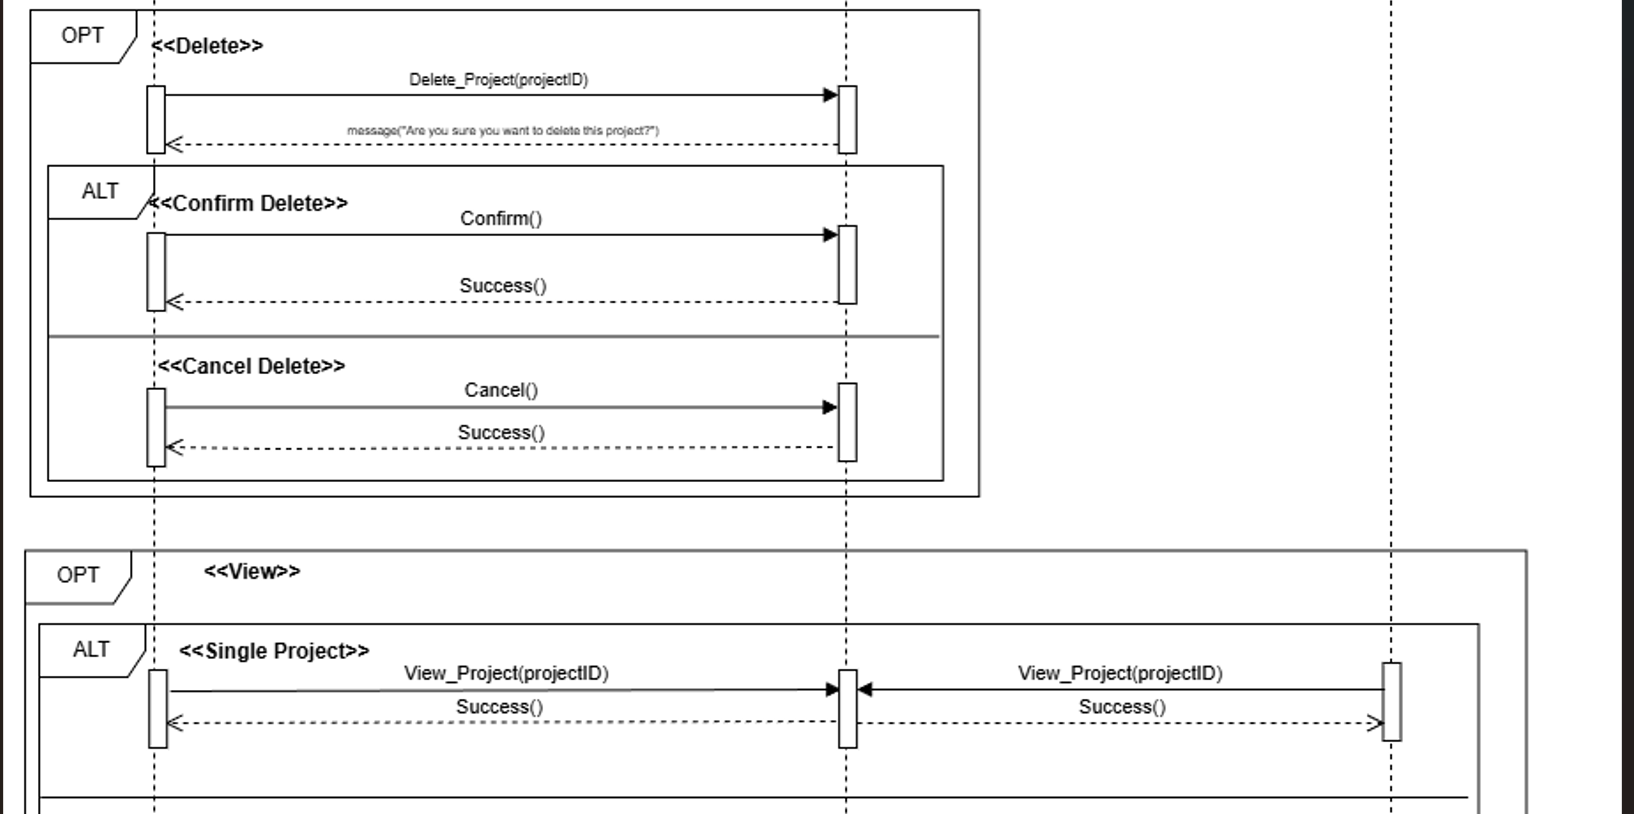 OPT
<<Delete>>
Delete_Project(projectID)
message("Are you sure you want to delete this project?")
ALT
<<Confirm Delete>>
Confirm()
Success()
<<Cancel Delete>>
Cancel()
Success()
OPT
<<View>>
ALT
<<Single Project>>
View_Project(projectID)
View_Project(projectID)
Success()
Success()